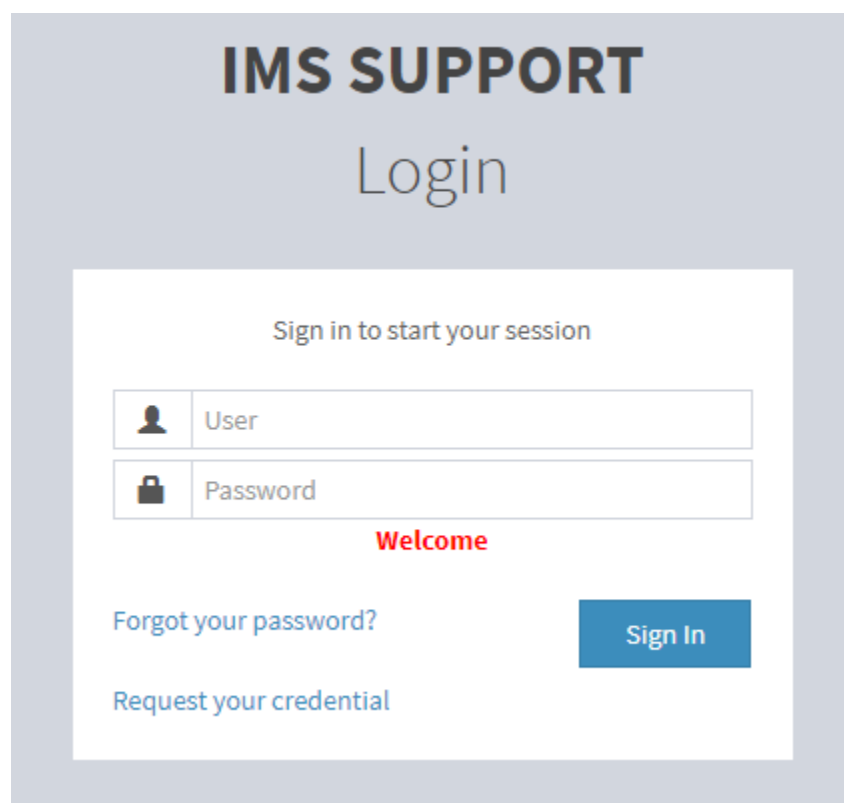 IMS SUPPORT
Login
Sign in to start your session
User
Password
Welcome
Forgot your password?
Sign In
Request your credential